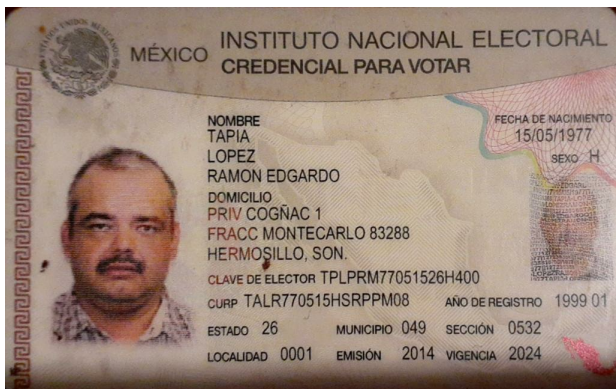 MÉXICO
INSTITUTO NACIONAL ELECTORAL
CREDENCIAL PARA VOTAR
NOMBRE
TAPIA
LOPEZ
RAMON EDGARDO
FECHA DE NACIMIENTO
15/05/1977
SEXO H
DOMICILIO
PRIV COGÑAC 1
FRACC MONTECARLO 83288
HERMOSILLO, SON.
CLAVE DE ELECTOR TPLPRM77051526H400
CURP TALR770515HSRPPM08 AÑO DE REGISTRO 1999 01
ESTADO 26 MUNICIPIO 049 SECCIÓN 0532
LOCALIDAD 0001 EMISIÓN 2014 VIGENCIA 2024